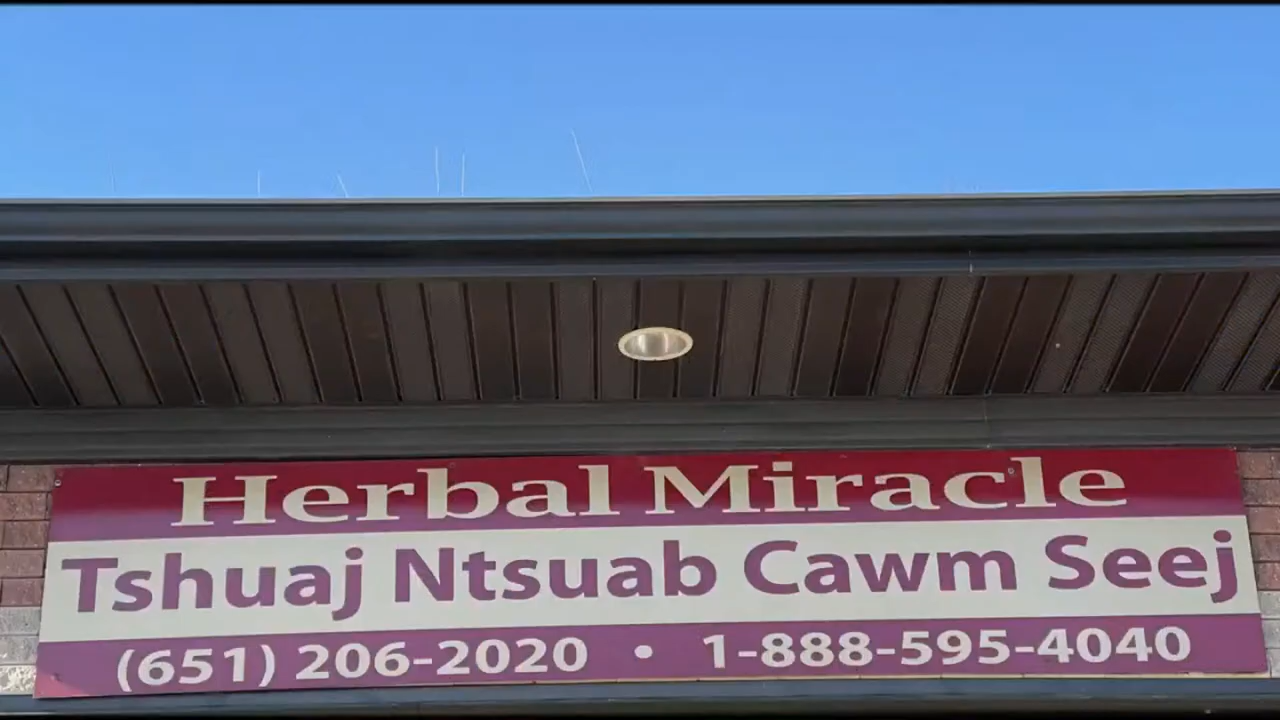 Herbal Miracle
Tshuaj Ntsuab Cawm Seej
(651) 206-2020 • 1-888-595-4040